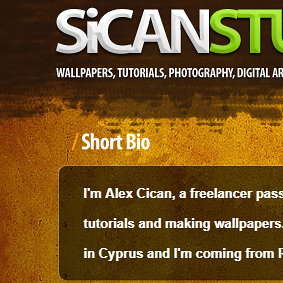 SiCANSTU
WALLPAPERS, TUTORIALS, PHOTOGRAPHY, DIGITAL AR
/ Short Bio
I'm Alex Cican, a freelancer pass
tutorials and making wallpapers.
in Cyprus and I'm coming from